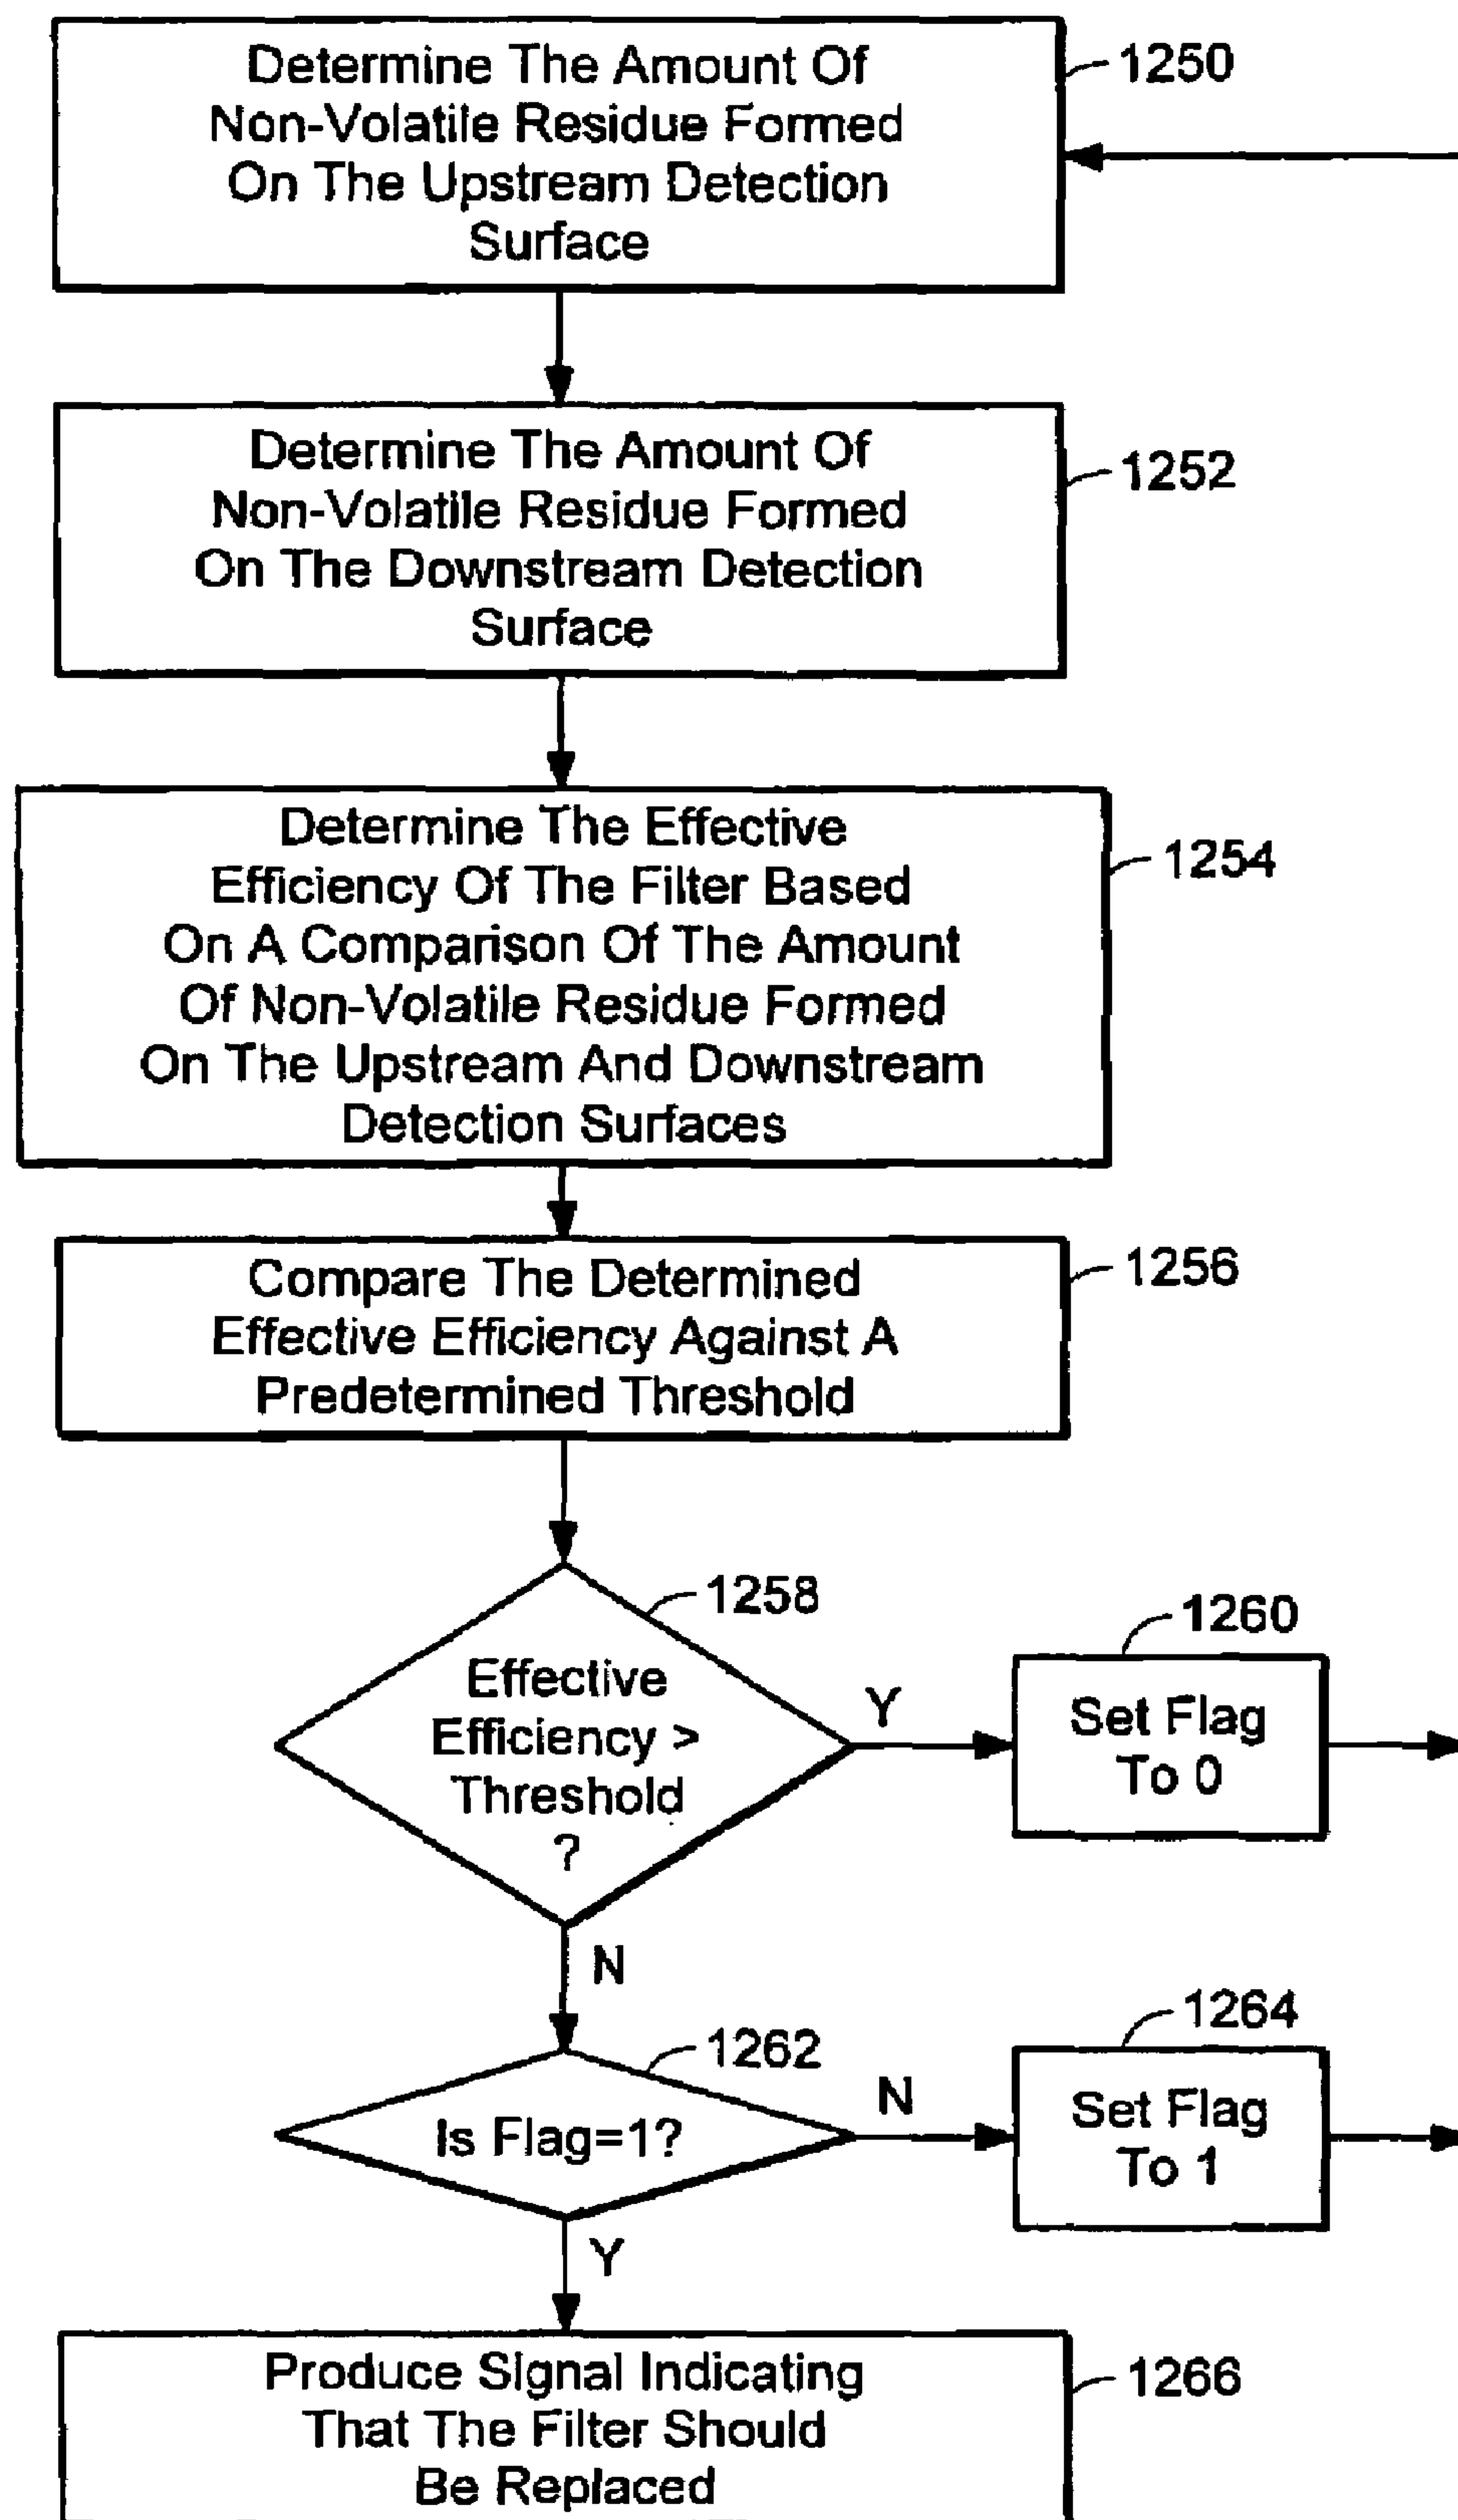 Determine The Amount Of
Non-Volatile Residue Formed
On The Upstream Detection
Surface
1250
Determine The Amount Of
Non-Volatile Residue Formed
On The Downstream Detection
Surface
1252
Determine The Effective
Efficiency Of The Filter Based
On A Comparison Of The Amount
Of Non-Volatile Residue Formed
On The Upstream And Downstream
Detection Surfaces
1254
Compare The Determined
Effective Efficiency Against A
Predetermined Threshold
1256
1258
Effective
Efficiency >
Threshold
?
Y
1260
Set Flag
To 0
N
1262
Is Flag=1?
N
1264
Set Flag
To 1
Y
Produce Signal Indicating
That The Filter Should
Be Replaced
1266